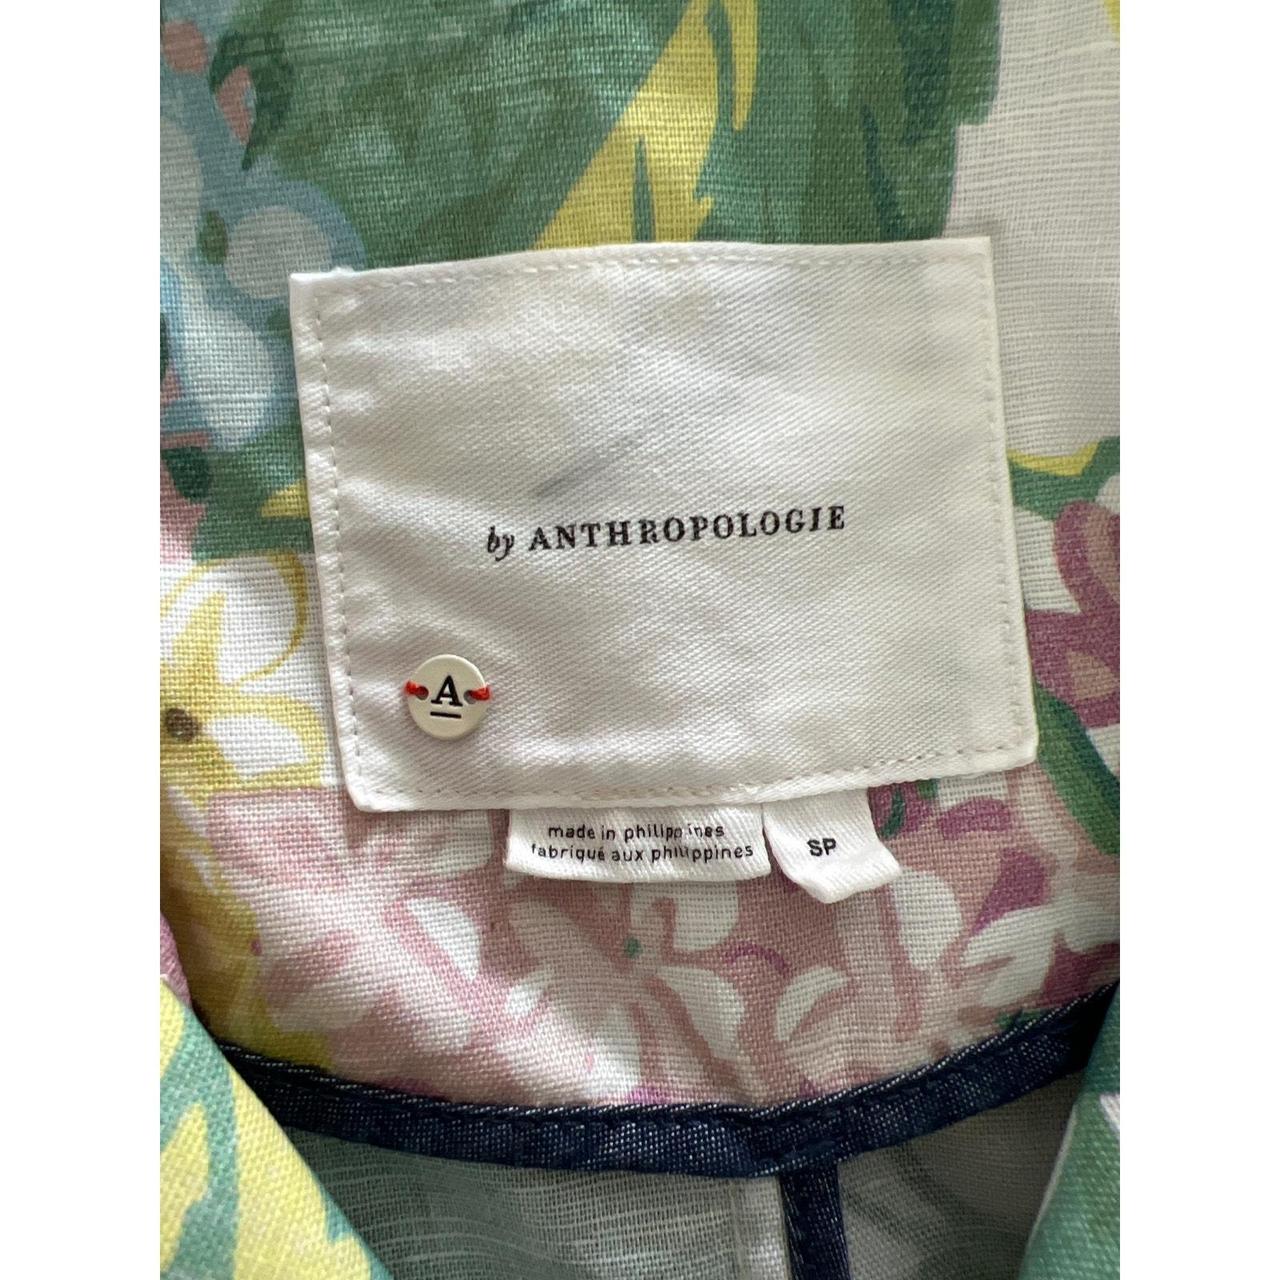 by ANTHROPOLOGIE
A
made in philippines
fabriqué aux philippines
SP